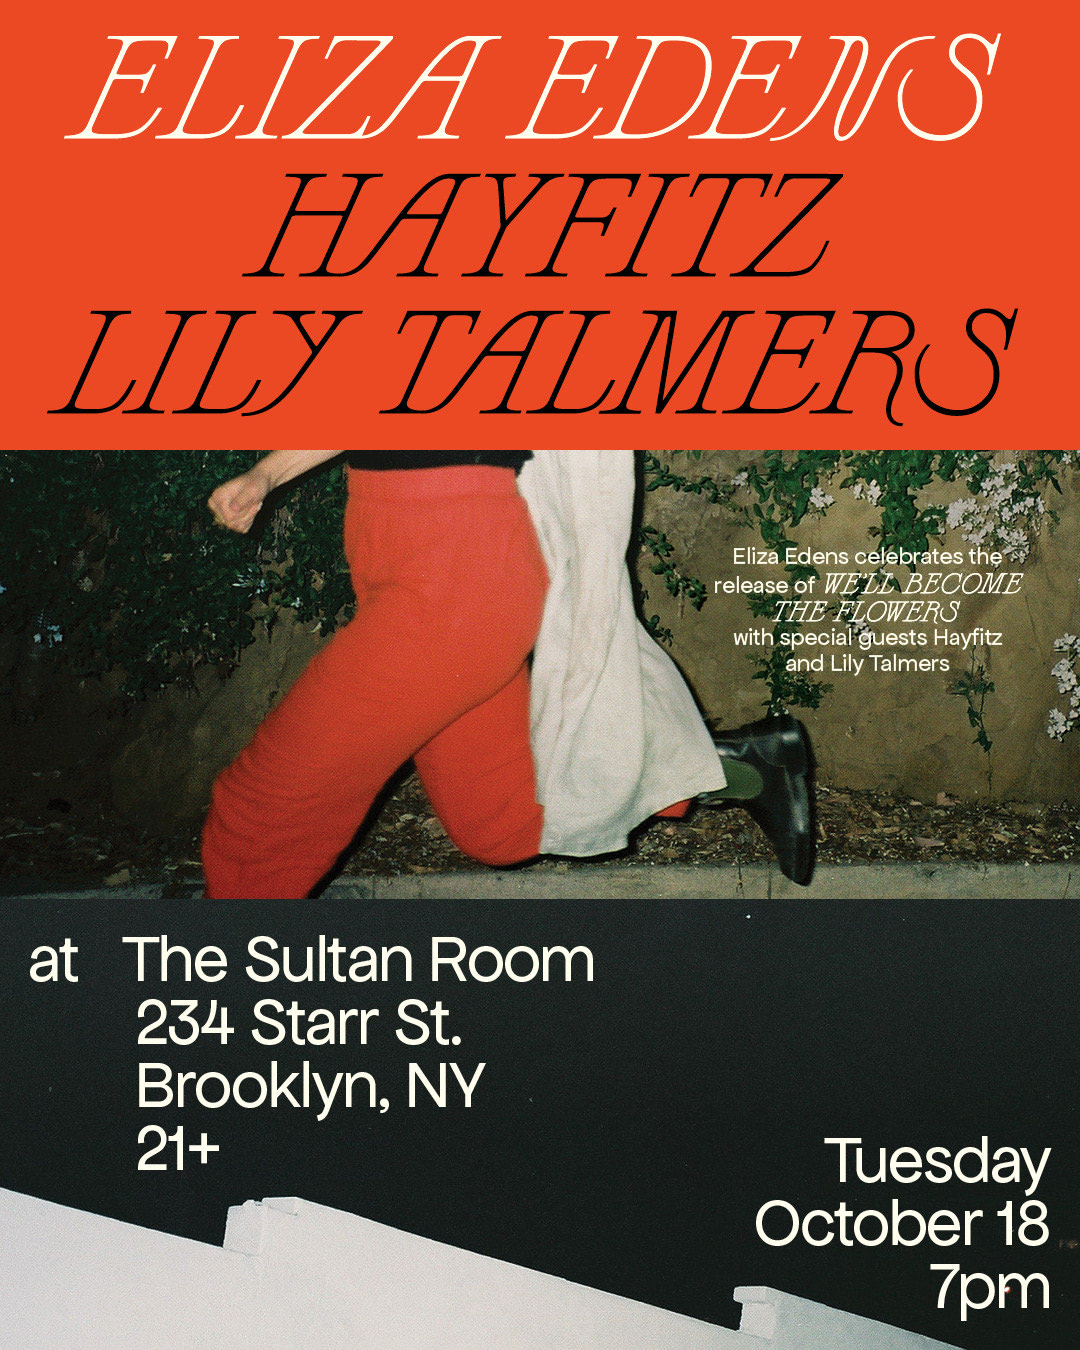 ELIZA EDENS
HAYFITZ
LILY TALMERS
Eliza Edens celebrates the
release of WE'LL BECOME
THE FLOWERS
with special guests Hayfitz
and Lily Talmers
at The Sultan Room
234 Starr St.
Brooklyn, NY
21+
Tuesday
October 18
7pm